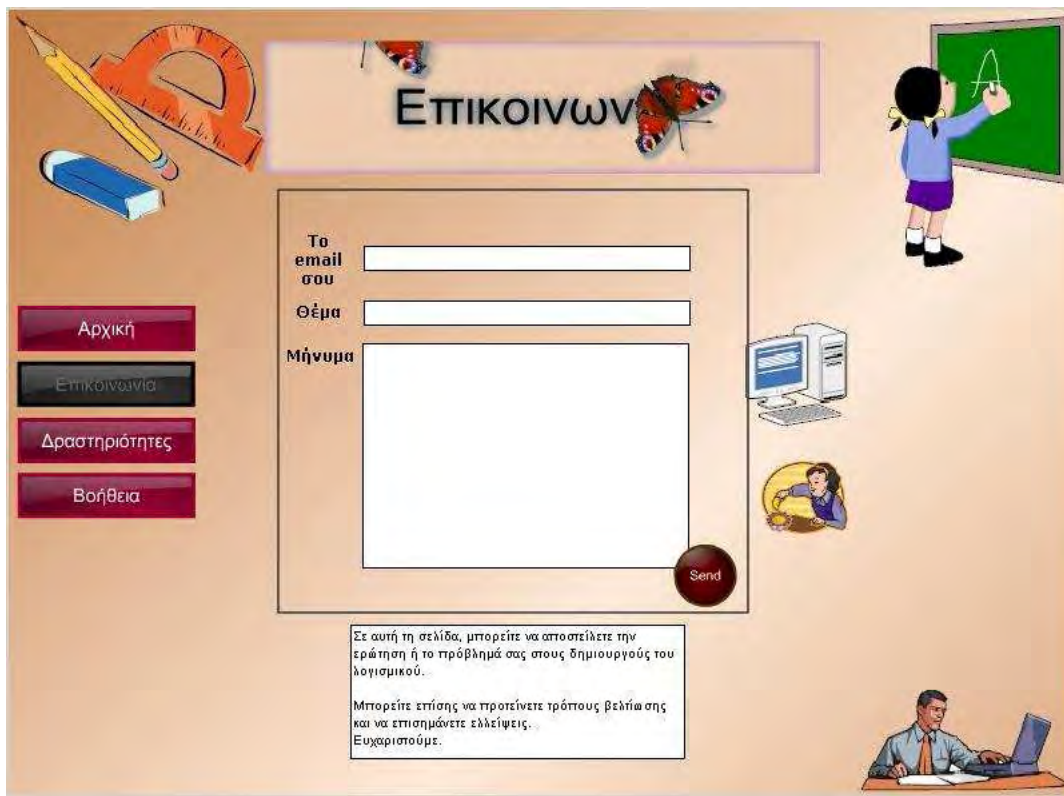 Επικοινων
A
Το
email
σου
Θέμα
Μήνυμα
Αρχική
Επικοινωνία
Δραστηριότητες
Βοήθεια
Send
Σε αυτή τη σελίδα, μπορείτε να αποστείλετε την
ερώτηση ή το πρόβλημά σας στους δημιουργούς του
λογισμικού.
Μπορείτε επίσης να προτείνετε τρόπους βελτίωσης
και να επισημάνετε ελλείψεις.
Ευχαριστούμε.